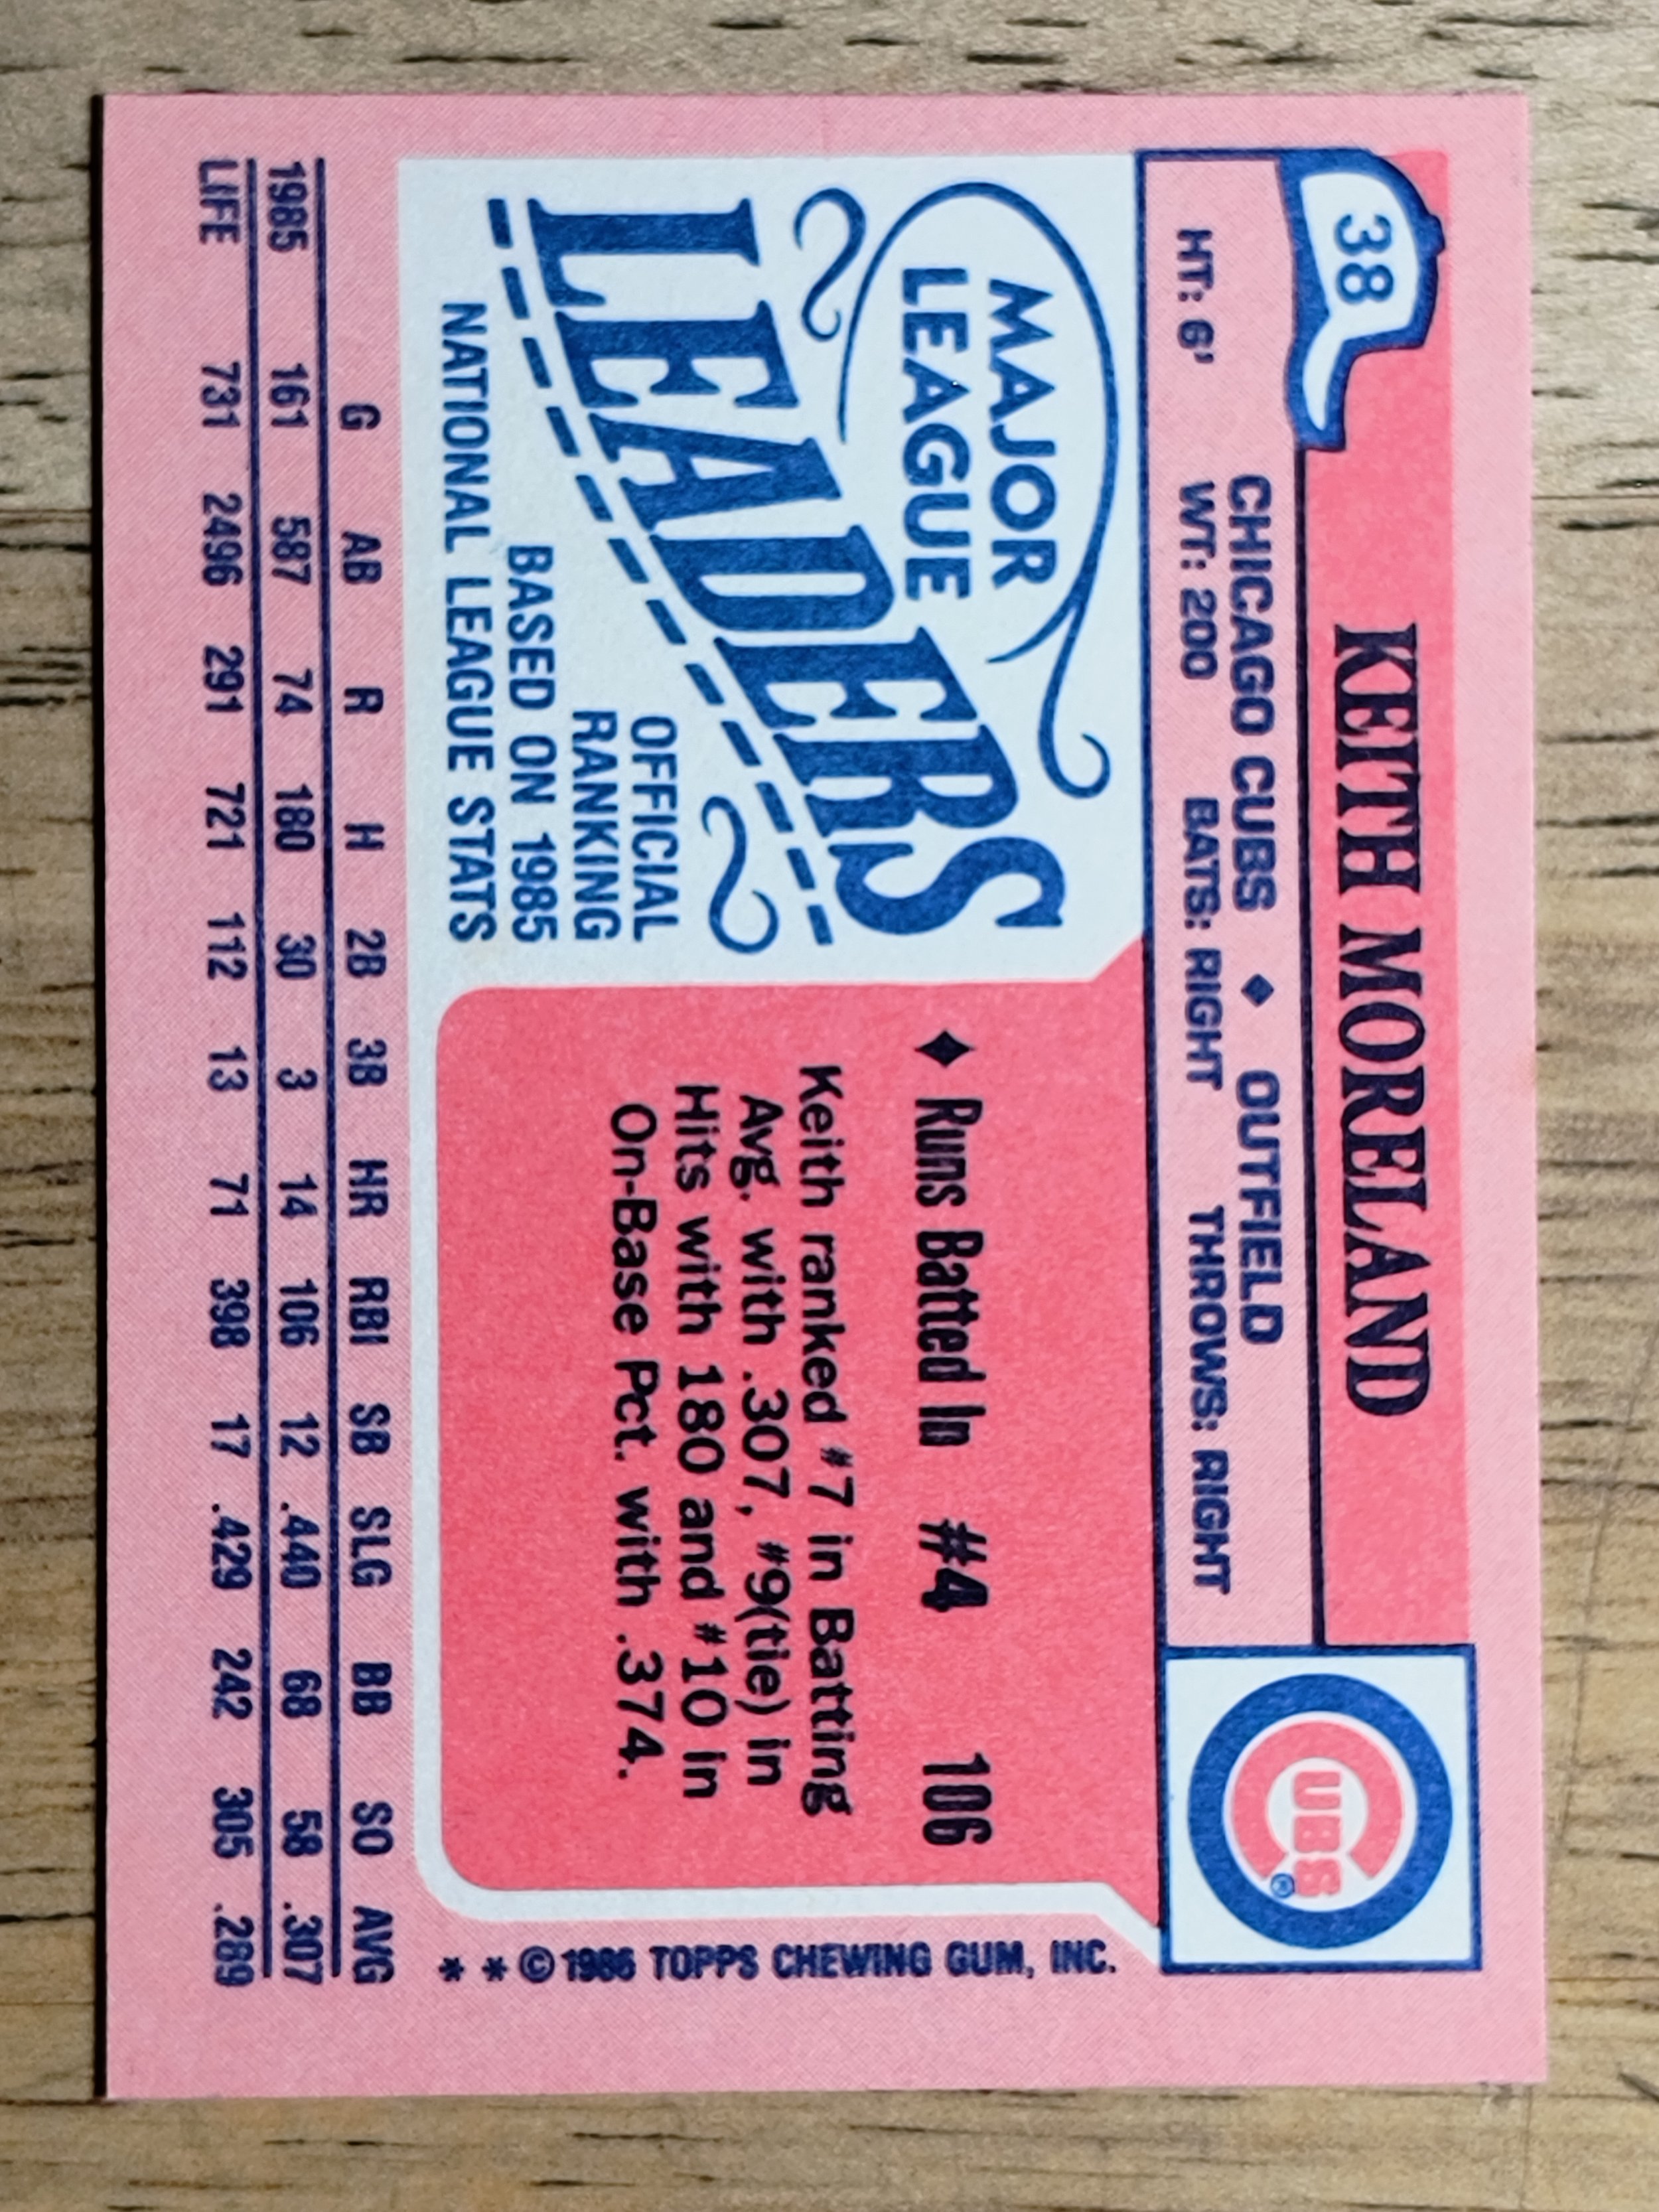 38
KEITH MORELAND
CHICAGO CUBS ♦ OUTFIELD
HT: 6' WT: 200 BATS: RIGHT THROWS: RIGHT
CUBS®
MAJOR
LEAGUE
LEADERS
OFFICIAL
RANKING
BASED ON 1985
NATIONAL LEAGUE STATS
♦ Runs Batted In #4 106
Keith ranked #7 in Batting
Avg. with .307, #9(tie) in
Hits with 180 and #10 in
On-Base Pct. with .374.
* * © 1986 TOPPS CHEWING GUM, INC.
G AB R H 2B 3B HR RBI SB SLG BB SO AVG
1985 161 587 74 180 30 3 14 106 12 .440 68 58 .307
LIFE 731 2496 291 721 112 13 71 398 17 .429 242 305 .289